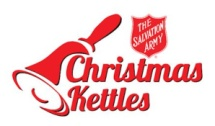 THE
SALVATION
ARMY
Christmas
Kettles